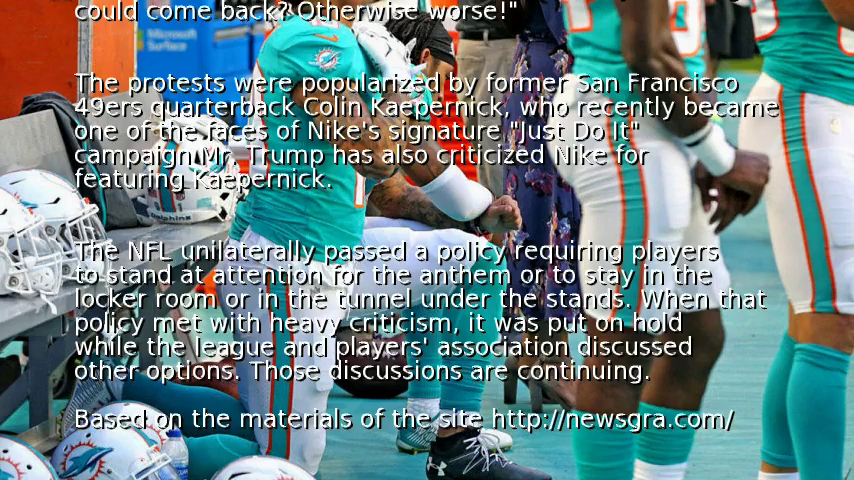 could come back? Otherwise worse!"
The protests were popularized by former San Francisco
49ers quarterback Colin Kaepernick, who recently became
one of the faces of Nike's signature "Just Do It"
campaign Mr. Trump has also criticized Nike for
featuring Kaepernick.
The NFL unilaterally passed a policy requiring players
to stand at attention for the anthem or to stay in the
locker room or in the tunnel under the stands. When that
policy met with heavy criticism, it was put on hold
while the league and players' association discussed
other options. Those discussions are continuing.
Based on the materials of the site http://newsgra.com/
Microsoft
Surface
dolphins